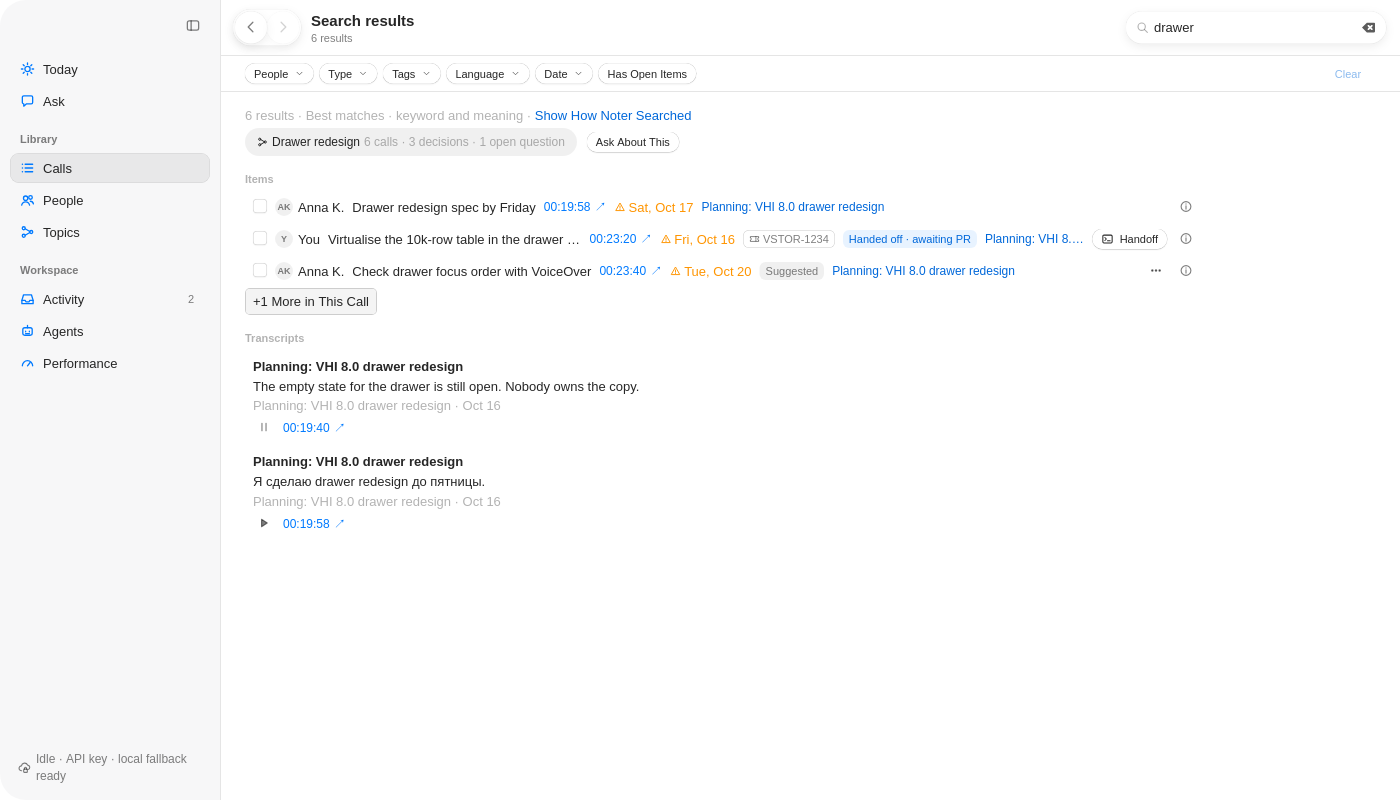 Search results
6 results
drawer
Today
Ask
Library
Calls
People
Topics
Workspace
Activity 2
Agents
Performance
Idle · API key · local fallback
ready
People Type Tags Language Date Has Open Items Clear
6 results · Best matches · keyword and meaning · Show How Noter Searched
Drawer redesign 6 calls · 3 decisions · 1 open question Ask About This
Items
AK Anna K. Drawer redesign spec by Friday 00:19:58 ↗ Sat, Oct 17 Planning: VHI 8.0 drawer redesign
Y You Virtualise the 10k-row table in the drawer … 00:23:20 ↗ Fri, Oct 16 VSTOR-1234 Handed off · awaiting PR Planning: VHI 8.… Handoff
AK Anna K. Check drawer focus order with VoiceOver 00:23:40 ↗ Tue, Oct 20 Suggested Planning: VHI 8.0 drawer redesign
+1 More in This Call
Transcripts
Planning: VHI 8.0 drawer redesign
The empty state for the drawer is still open. Nobody owns the copy.
Planning: VHI 8.0 drawer redesign · Oct 16
00:19:40 ↗
Planning: VHI 8.0 drawer redesign
Я сделаю drawer redesign до пятницы.
Planning: VHI 8.0 drawer redesign · Oct 16
00:19:58 ↗